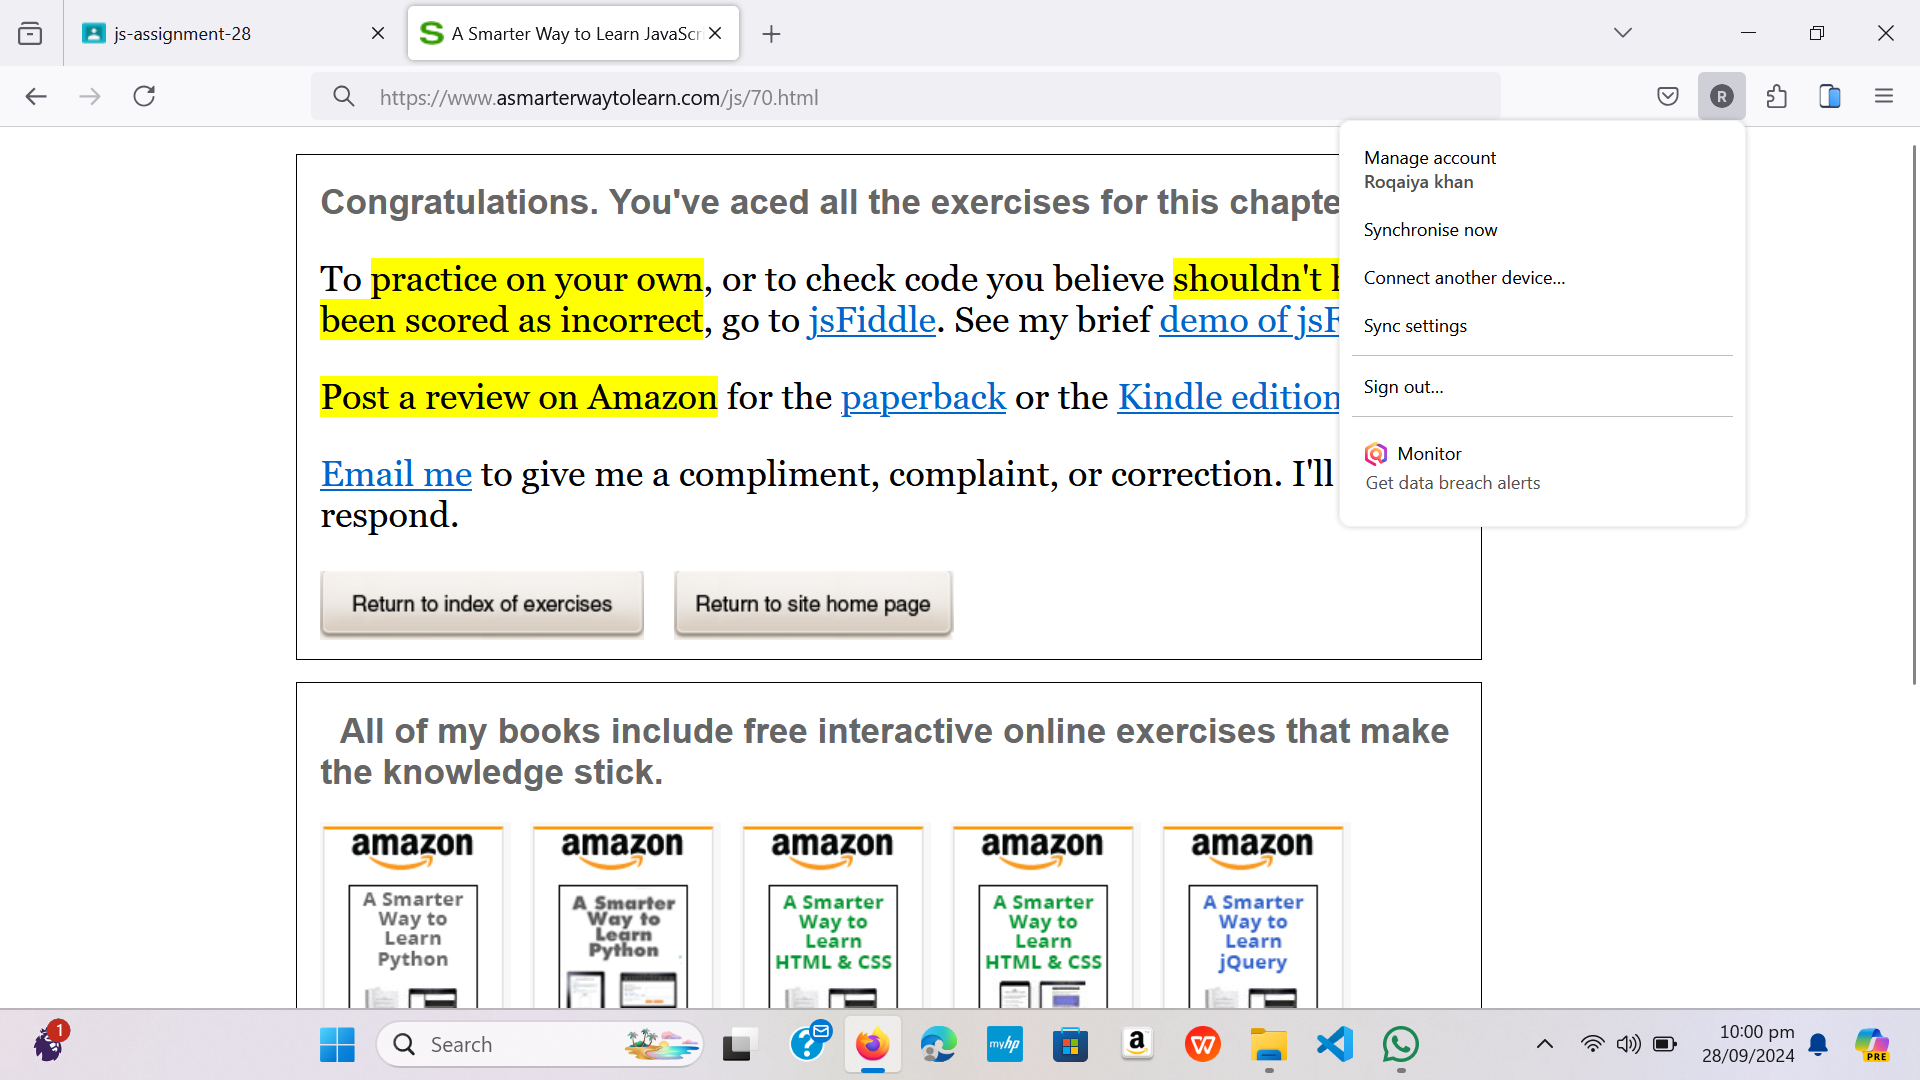 js-assignment-28
A Smarter Way to Learn JavaScri
https://www.asmarterwaytolearn.com/js/70.html
R
Manage account
Roqaiya khan
Synchronise now
Connect another device...
Sync settings
Sign out...
Monitor
Get data breach alerts
Congratulations. You've aced all the exercises for this chapte
To practice on your own, or to check code you believe shouldn't
been scored as incorrect, go to jsFiddle. See my brief demo of jsF
Post a review on Amazon for the paperback or the Kindle edition
Email me to give me a compliment, complaint, or correction. I'll
respond.
Return to index of exercises
Return to site home page
All of my books include free interactive online exercises that make
the knowledge stick.
amazon
A Smarter
Way to
Learn
Python
amazon
A Smarter
Way to
Learn
Python
amazon
A Smarter
Way to
Learn
HTML & CSS
amazon
A Smarter
Way to
Learn
HTML & CSS
amazon
A Smarter
Way to
Learn
jQuery
1
Search
?
myhp
a
W
10:00 pm
28/09/2024
PRE